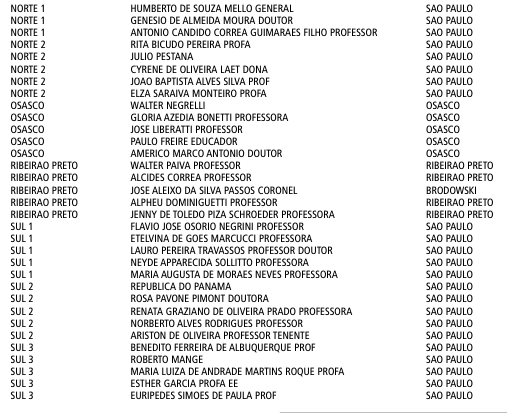 NORTE 1 HUMBERTO DE SOUZA MELLO GENERAL SAO PAULO
NORTE 1 GENESIO DE ALMEIDA MOURA DOUTOR SAO PAULO
NORTE 1 ANTONIO CANDIDO CORREA GUIMARAES FILHO PROFESSOR SAO PAULO
NORTE 2 RITA BICUDO PEREIRA PROFA SAO PAULO
NORTE 2 JULIO PESTANA SAO PAULO
NORTE 2 CYRENE DE OLIVEIRA LAET DONA SAO PAULO
NORTE 2 JOAO BAPTISTA ALVES SILVA PROF SAO PAULO
NORTE 2 ELZA SARAIVA MONTEIRO PROFA SAO PAULO
OSASCO WALTER NEGRELLI OSASCO
OSASCO GLORIA AZEDIA BONETTI PROFESSORA OSASCO
OSASCO JOSE LIBERATTI PROFESSOR OSASCO
OSASCO PAULO FREIRE EDUCADOR OSASCO
OSASCO AMERICO MARCO ANTONIO DOUTOR OSASCO
RIBEIRAO PRETO WALTER PAIVA PROFESSOR RIBEIRAO PRETO
RIBEIRAO PRETO ALCIDES CORREA PROFESSOR RIBEIRAO PRETO
RIBEIRAO PRETO JOSE ALEIXO DA SILVA PASSOS CORONEL BRODOWSKI
RIBEIRAO PRETO ALPHEU DOMINIGUETTI PROFESSOR RIBEIRAO PRETO
RIBEIRAO PRETO JENNY DE TOLEDO PIZA SCHROEDER PROFESSORA RIBEIRAO PRETO
SUL 1 FLAVIO JOSE OSORIO NEGRINI PROFESSOR SAO PAULO
SUL 1 ETELVINA DE GOES MARCUCCI PROFESSORA SAO PAULO
SUL 1 LAURO PEREIRA TRAVASSOS PROFESSOR DOUTOR SAO PAULO
SUL 1 NEYDE APPARECIDA SOLLITTO PROFESSORA SAO PAULO
SUL 1 MARIA AUGUSTA DE MORAES NEVES PROFESSORA SAO PAULO
SUL 2 REPUBLICA DO PANAMA SAO PAULO
SUL 2 ROSA PAVONE PIMONT DOUTORA SAO PAULO
SUL 2 RENATA GRAZIANO DE OLIVEIRA PRADO PROFESSORA SAO PAULO
SUL 2 NORBERTO ALVES RODRIGUES PROFESSOR SAO PAULO
SUL 2 ARISTON DE OLIVEIRA PROFESSOR TENENTE SAO PAULO
SUL 3 BENEDITO FERREIRA DE ALBUQUERQUE PROF SAO PAULO
SUL 3 ROBERTO MANGE SAO PAULO
SUL 3 MARIA LUIZA DE ANDRADE MARTINS ROQUE PROFA SAO PAULO
SUL 3 ESTHER GARCIA PROFA EE SAO PAULO
SUL 3 EURIPEDES SIMOES DE PAULA PROF SAO PAULO